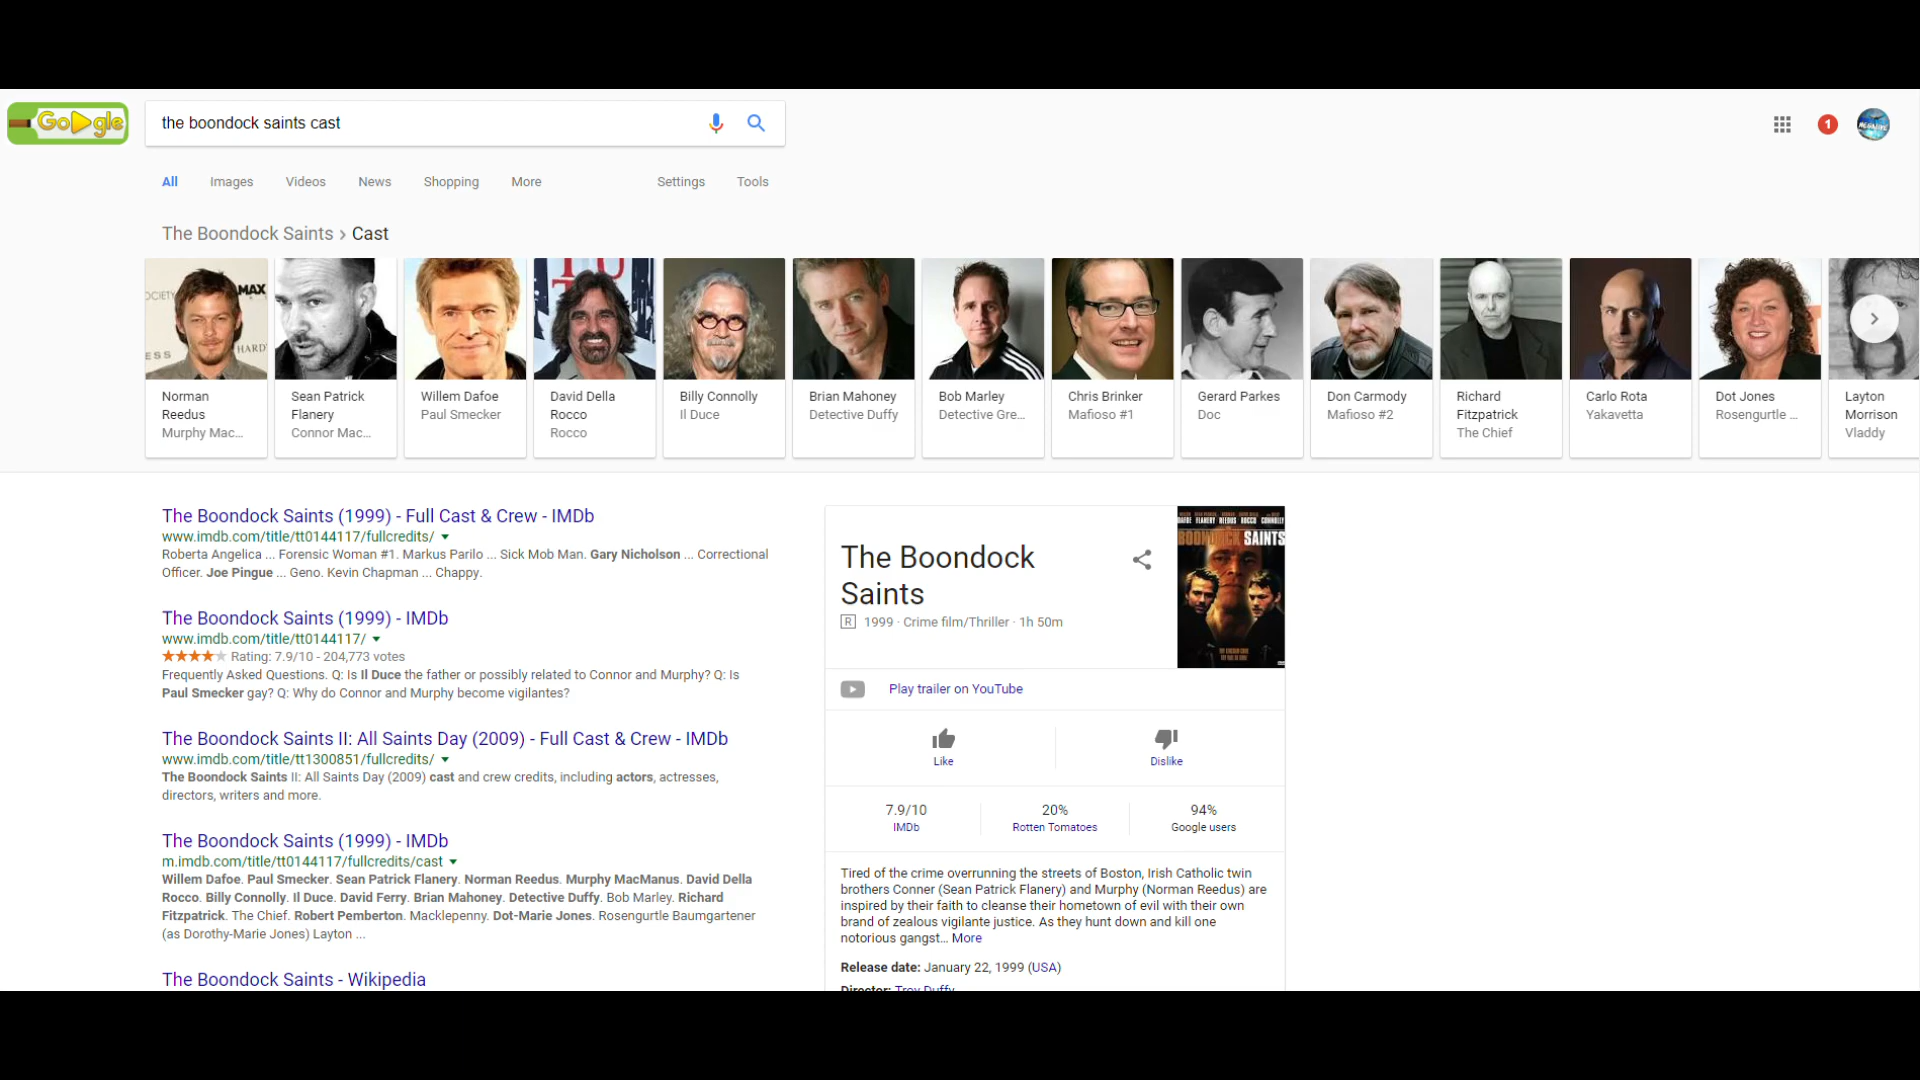 Google
the boondock saints cast
1
All Images Videos News Shopping More Settings Tools
The Boondock Saints › Cast
Norman
Reedus
Murphy Mac...
Sean Patrick
Flanery
Connor Mac...
Willem Dafoe
Paul Smecker
David Della
Rocco
Rocco
Billy Connolly
Il Duce
Brian Mahoney
Detective Duffy
Bob Marley
Detective Gre...
Chris Brinker
Mafioso #1
Gerard Parkes
Doc
Don Carmody
Mafioso #2
Richard
Fitzpatrick
The Chief
Carlo Rota
Yakavetta
Dot Jones
Rosengurtle ...
Layton
Morrison
Vladdy
The Boondock Saints (1999) - Full Cast & Crew - IMDb
www.imdb.com/title/tt0144117/fullcredits/
Roberta Angelica ... Forensic Woman #1. Markus Parilo ... Sick Mob Man. Gary Nicholson ... Correctional
Officer. Joe Pingue ... Geno. Kevin Chapman ... Chappy.
The Boondock Saints (1999) - IMDb
www.imdb.com/title/tt0144117/
Rating: 7.9/10 - 204,773 votes
Frequently Asked Questions. Q: Is Il Duce the father or possibly related to Connor and Murphy? Q: Is
Paul Smecker gay? Q: Why do Connor and Murphy become vigilantes?
The Boondock Saints II: All Saints Day (2009) - Full Cast & Crew - IMDb
www.imdb.com/title/tt1300851/fullcredits/
The Boondock Saints II: All Saints Day (2009) cast and crew credits, including actors, actresses,
directors, writers and more.
The Boondock Saints (1999) - IMDb
m.imdb.com/title/tt0144117/fullcredits/cast
Willem Dafoe. Paul Smecker. Sean Patrick Flanery. Norman Reedus. Murphy MacManus. David Della
Rocco. Billy Connolly. Il Duce. David Ferry. Brian Mahoney. Detective Duffy. Bob Marley. Richard
Fitzpatrick. The Chief. Robert Pemberton. Macklepenny. Dot-Marie Jones. Rosengurtle Baumgartener
(as Dorothy-Marie Jones) Layton ...
The Boondock Saints - Wikipedia
The Boondock
Saints
R 1999 · Crime film/Thriller · 1h 50m
BOONDOCK SAINTS
Play trailer on YouTube
Like
Dislike
7.9/10
IMDb
20%
Rotten Tomatoes
94%
Google users
Tired of the crime overrunning the streets of Boston, Irish Catholic twin
brothers Conner (Sean Patrick Flanery) and Murphy (Norman Reedus) are
inspired by their faith to cleanse their hometown of evil with their own
brand of zealous vigilante justice. As they hunt down and kill one
notorious gangst... More
Release date: January 22, 1999 (USA)
Director: Troy Duffy